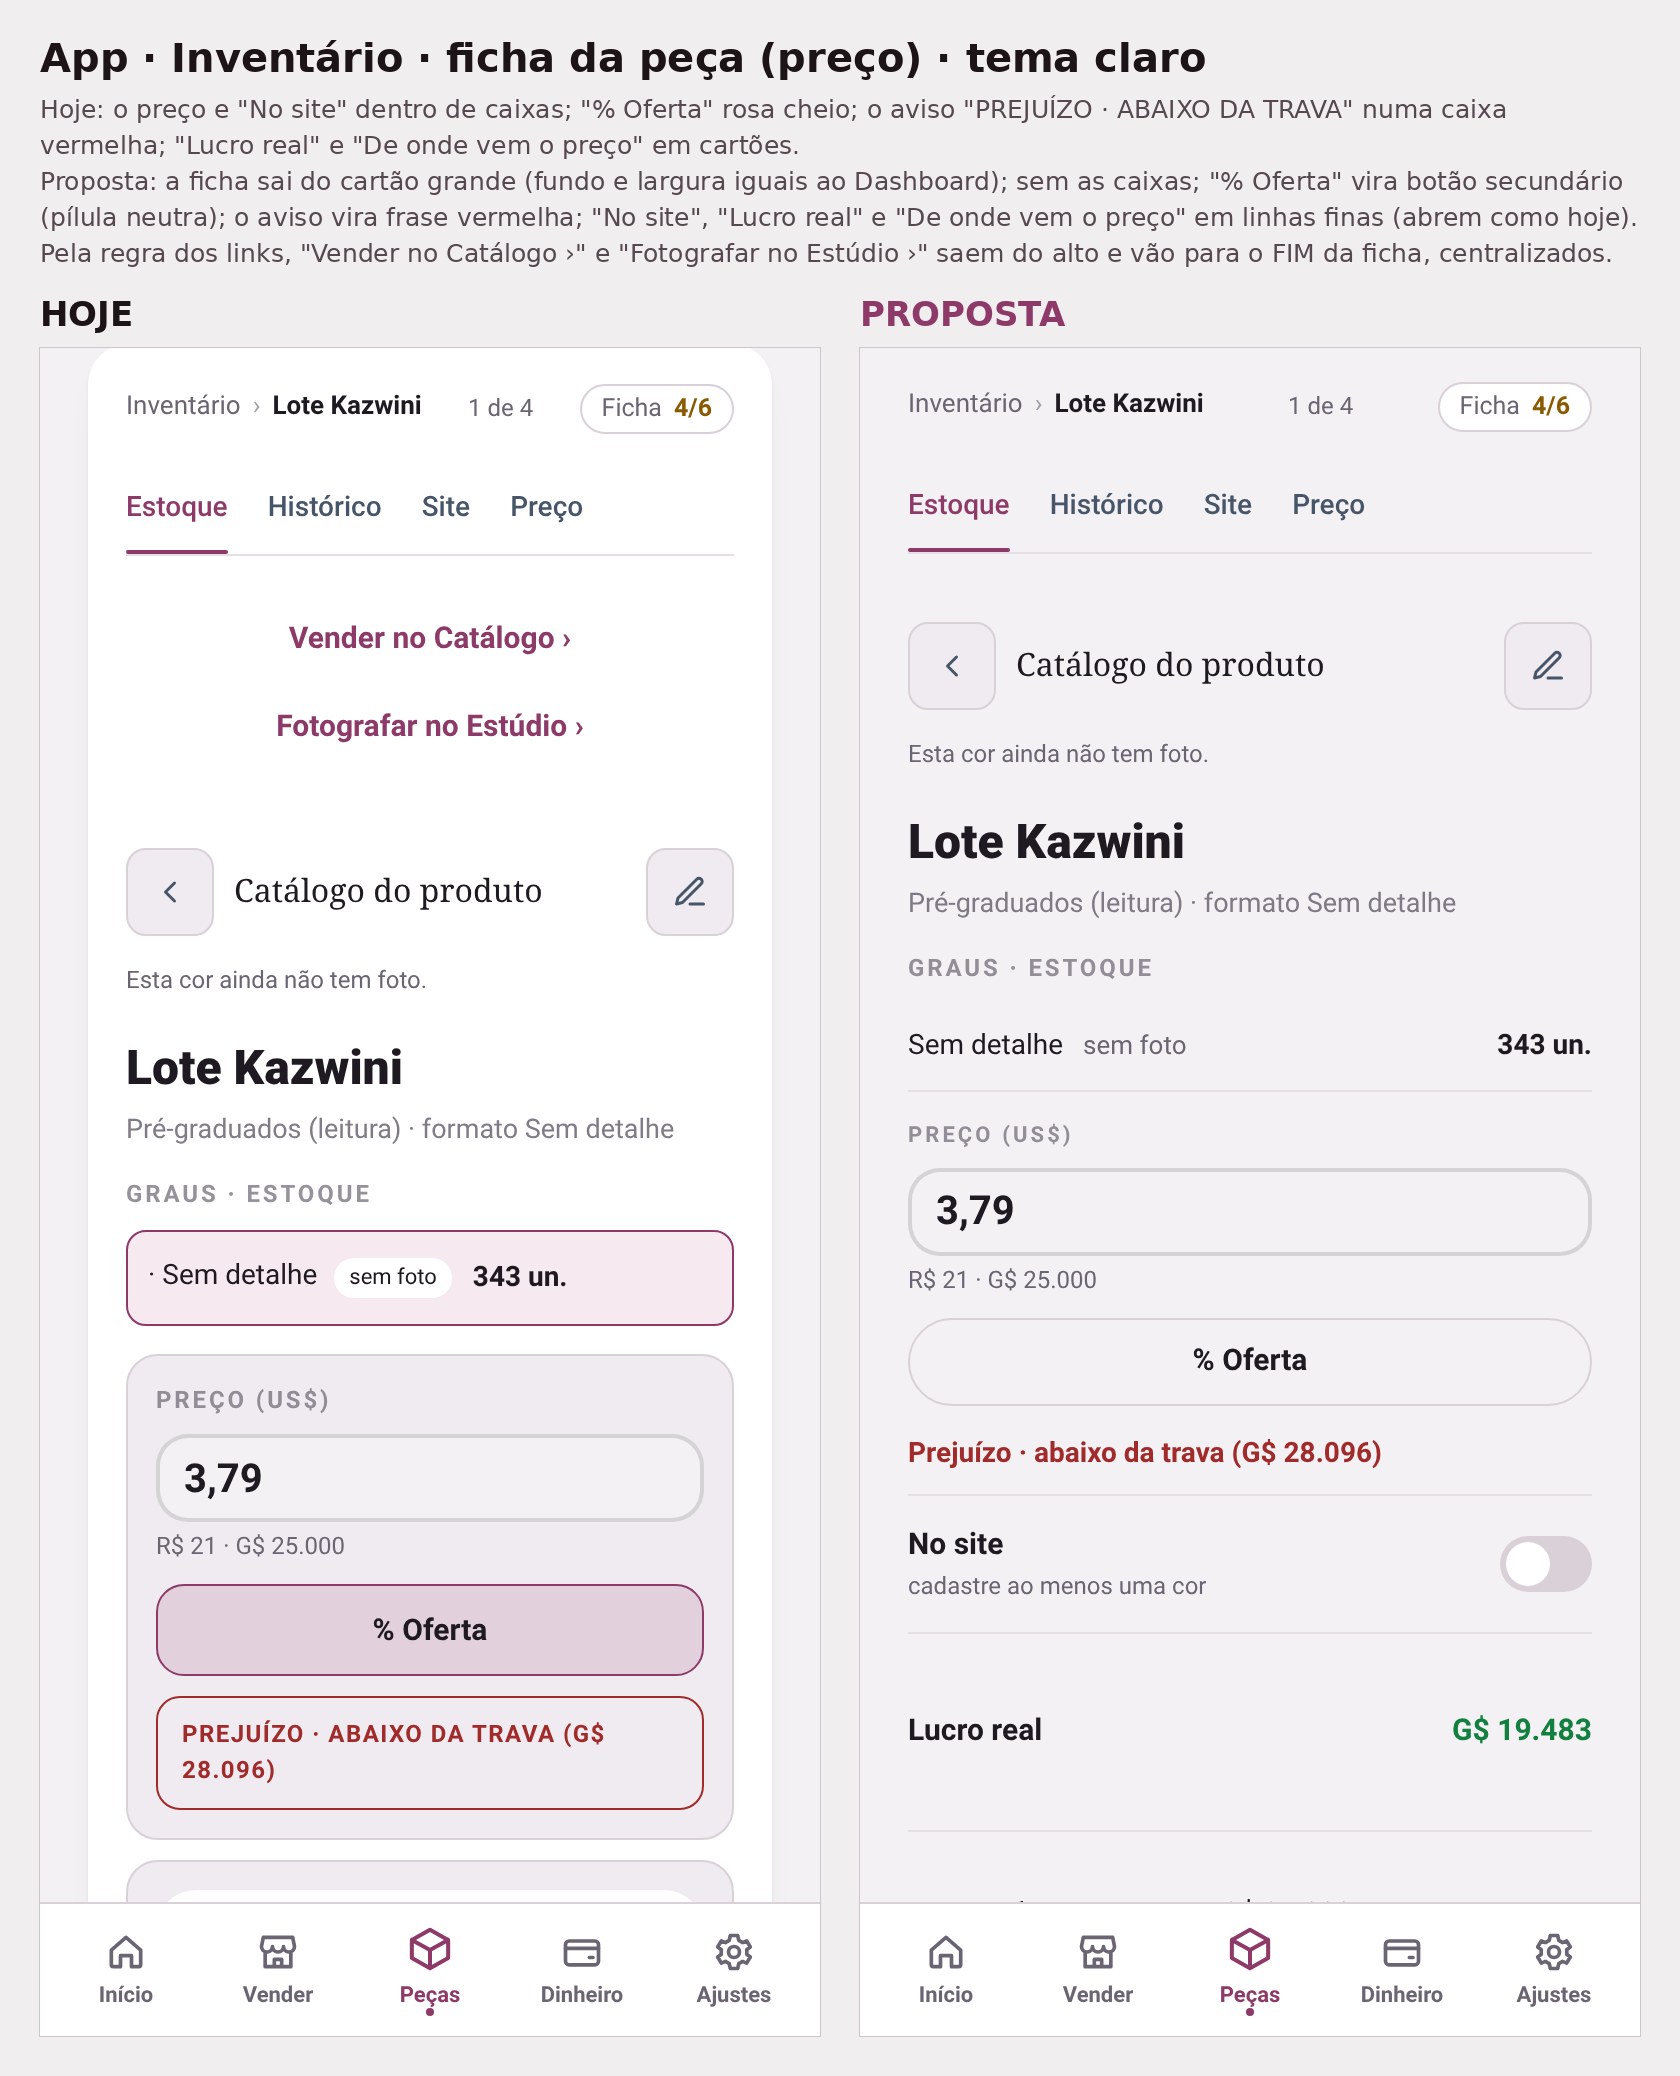 App · Inventário · ficha da peça (preço) · tema claro
Hoje: o preço e "No site" dentro de caixas; "% Oferta" rosa cheio; o aviso "PREJUÍZO · ABAIXO DA TRAVA" numa caixa
vermelha; "Lucro real" e "De onde vem o preço" em cartões.
Proposta: a ficha sai do cartão grande (fundo e largura iguais ao Dashboard); sem as caixas; "% Oferta" vira botão secundário
(pílula neutra); o aviso vira frase vermelha; "No site", "Lucro real" e "De onde vem o preço" em linhas finas (abrem como hoje).
Pela regra dos links, "Vender no Catálogo ›" e "Fotografar no Estúdio ›" saem do alto e vão para o FIM da ficha, centralizados.
HOJE
Inventário › Lote Kazwini 1 de 4 Ficha 4/6
Estoque Histórico Site Preço
Vender no Catálogo ›
Fotografar no Estúdio ›
Catálogo do produto
Esta cor ainda não tem foto.
Lote Kazwini
Pré-graduados (leitura) · formato Sem detalhe
GRAUS · ESTOQUE
· Sem detalhe sem foto 343 un.
PREÇO (US$)
3,79
R$ 21 · G$ 25.000
% Oferta
PREJUÍZO · ABAIXO DA TRAVA (G$
28.096)
Início Vender Peças Dinheiro Ajustes
PROPOSTA
Inventário › Lote Kazwini 1 de 4 Ficha 4/6
Estoque Histórico Site Preço
Catálogo do produto
Esta cor ainda não tem foto.
Lote Kazwini
Pré-graduados (leitura) · formato Sem detalhe
GRAUS · ESTOQUE
Sem detalhe sem foto 343 un.
PREÇO (US$)
3,79
R$ 21 · G$ 25.000
% Oferta
Prejuízo · abaixo da trava (G$ 28.096)
No site
cadastre ao menos uma cor
Lucro real G$ 19.483
Início Vender Peças Dinheiro Ajustes